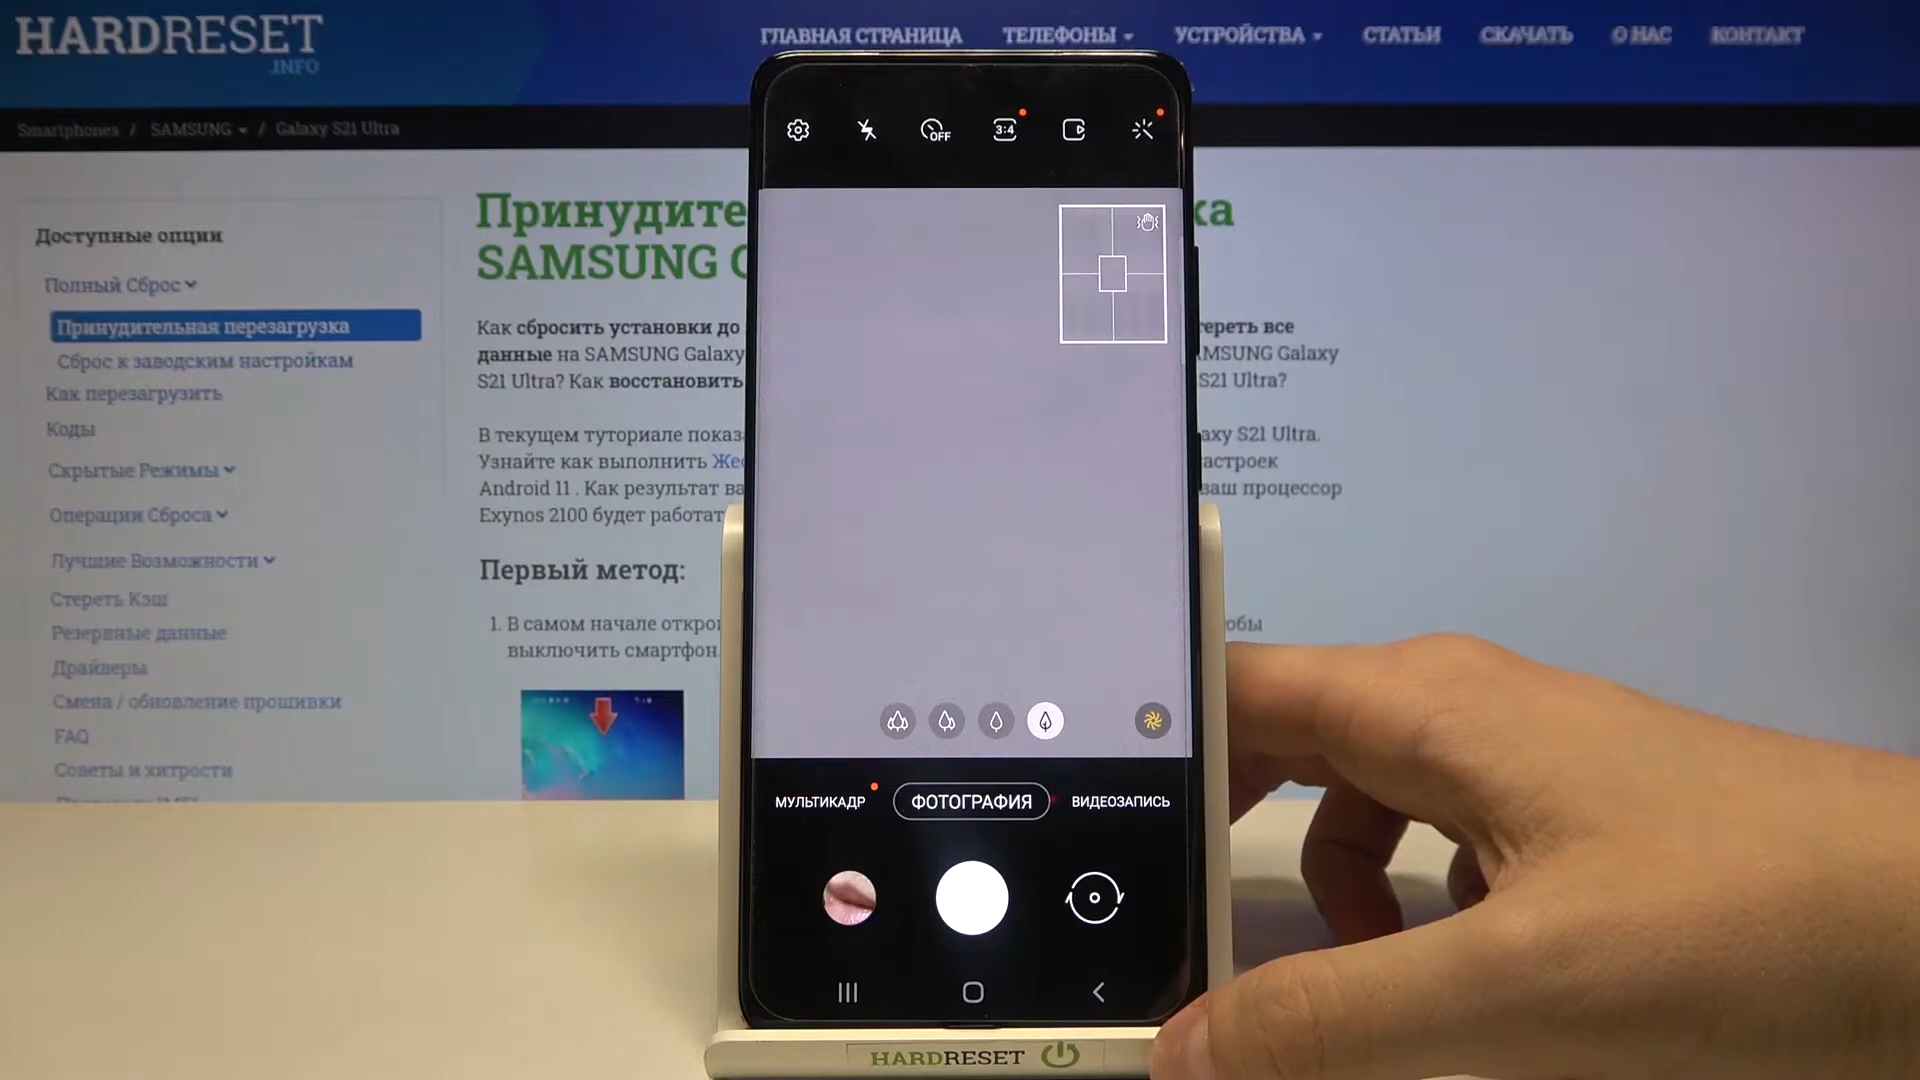 HARDRESET
.INFO
ГЛАВНАЯ СТРАНИЦА
ТЕЛЕФОНЫ
УСТРОЙСТВА
СТАТЬИ
СКАЧАТЬ
О НАС
КОНТАКТ
Smartphones / SAMSUNG / Galaxy S21 Ultra
Доступные опции
Полный Сброс
Принудительная перезагрузка
Сброс к заводским настройкам
Как перезагрузить
Коды
Скрытые Режимы
Операции Сброса
Лучшие Возможности
Стереть Кэш
Резервные данные
Драйверы
Смена / обновление прошивки
FAQ
Советы и хитрости
Принудите ка
SAMSUNG G
Как сбросить установки до тереть все
данные на SAMSUNG Galaxy MSUNG Galaxy
S21 Ultra? Как восстановить S21 Ultra?
В текущем туториале показа axy S21 Ultra.
Узнайте как выполнить Жес астроек
Android 11 . Как результат ва ваш процессор
Exynos 2100 будет работат
Первый метод:
1. В самом начале откро обы
выключить смартфон.
OFF
3:4
МУЛЬТИКАДР
ФОТОГРАФИЯ
ВИДЕОЗАПИСЬ
HARDRESET